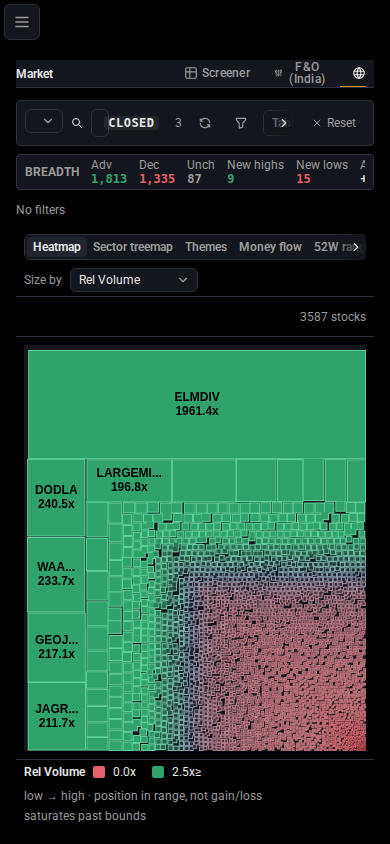 Market
Screener
F&O
(India)
CLOSED
3
Reset
BREADTH
Adv
1,813
Dec
1,335
Unch
87
New highs
9
New lows
15
No filters
Heatmap
Sector treemap
Themes
Money flow
52W
Size by
Rel Volume
3587 stocks
ELMDIV
1961.4x
DODLA
240.5x
LARGEMI...
196.8x
WAA...
233.7x
GEOJ...
217.1x
JAGR...
211.7x
Rel Volume
0.0x
2.5x≥
low → high · position in range, not gain/loss
saturates past bounds